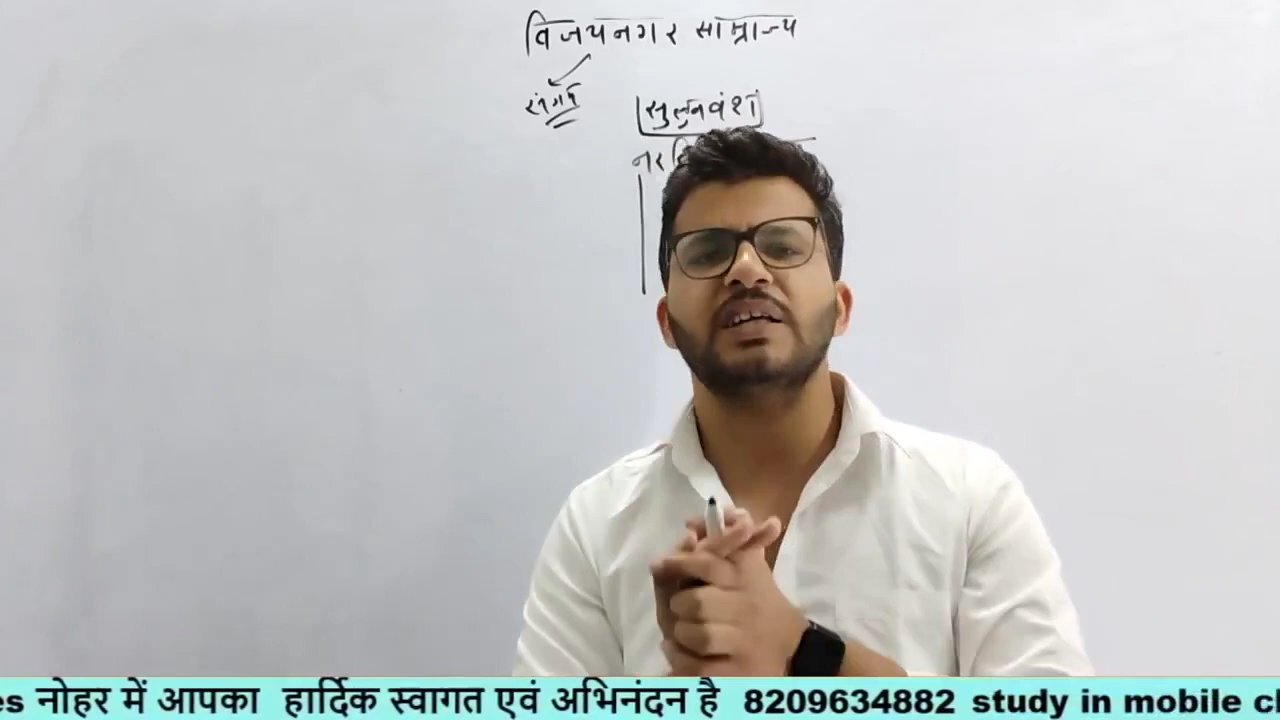 विजयनगर साम्राज्य
संगम
es नोहर में आपका हार्दिक स्वागत एवं अभिनंदन है 8209634882 study in mobile cl